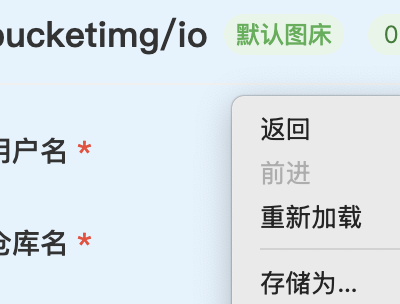 bucketimg/io 默认图床 0
用户名 *
仓库名 *
返回
前进
重新加载
存储为...